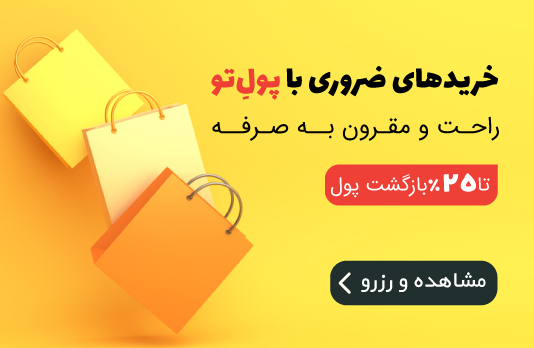 خریدهای ضروری با پولِ‌تو
راحت و مقرون به صرفه
تا ۲۵٪ بازگشت پول
مشاهده و رزرو